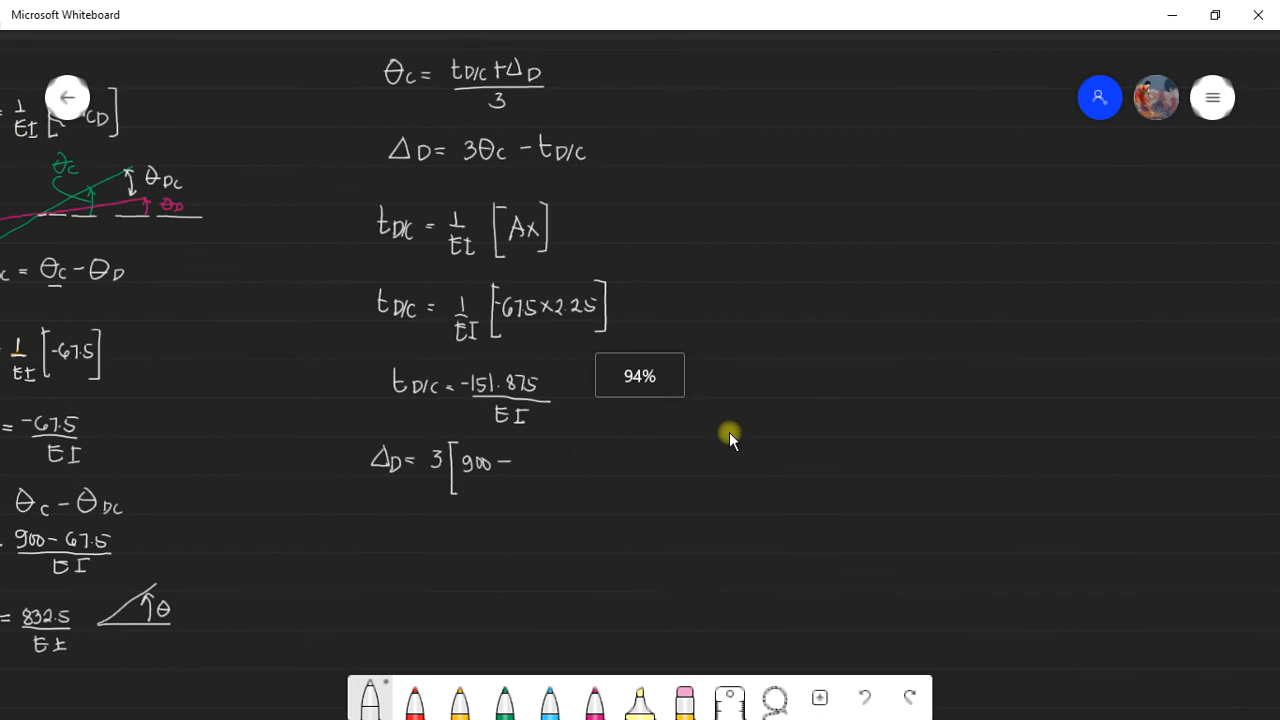 Microsoft Whiteboard
= 1/EI [ CD]
θc
θDC
θD
c = θc - θD
1/EI [-67.5]
= -67.5/EI
θc - θDC
900 - 67.5/EI
= 832.5/EI
θ
θc = tD/C + ΔD/3
ΔD = 3θc - tD/C
tD/C = 1/EI [Ax]
tD/C = 1/EI [-67.5×2.25]
tD/C = -151.875/EI
ΔD = 3[900 -
94%